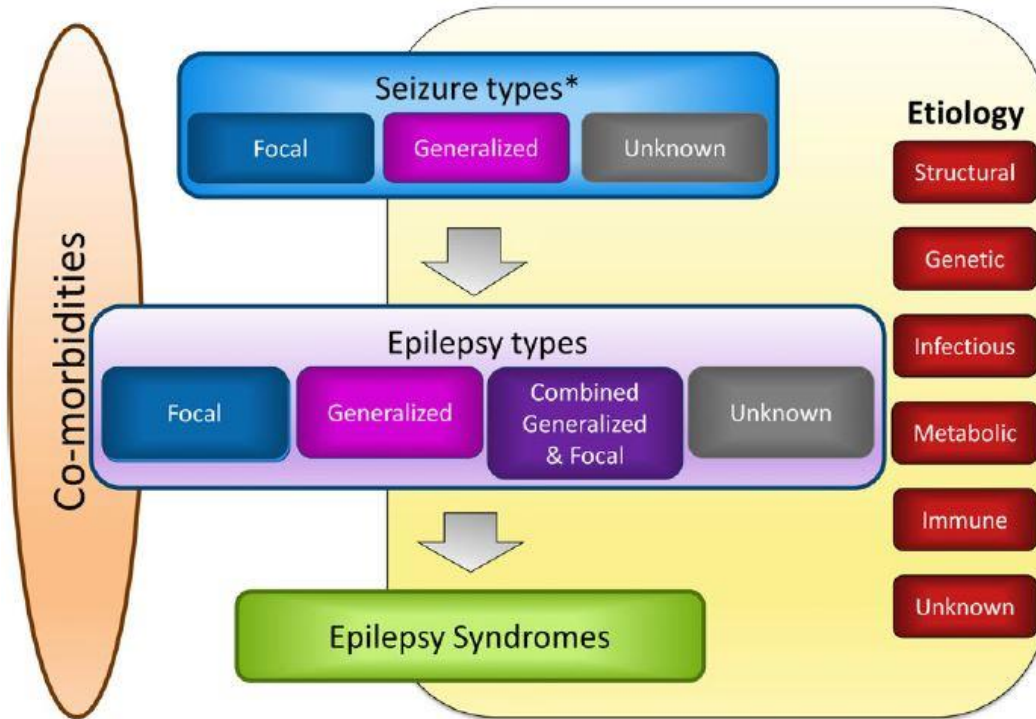 Co-morbidities
Seizure types*
Focal
Generalized
Unknown
Epilepsy types
Focal
Generalized
Combined
Generalized
& Focal
Unknown
Epilepsy Syndromes
Etiology
Structural
Genetic
Infectious
Metabolic
Immune
Unknown